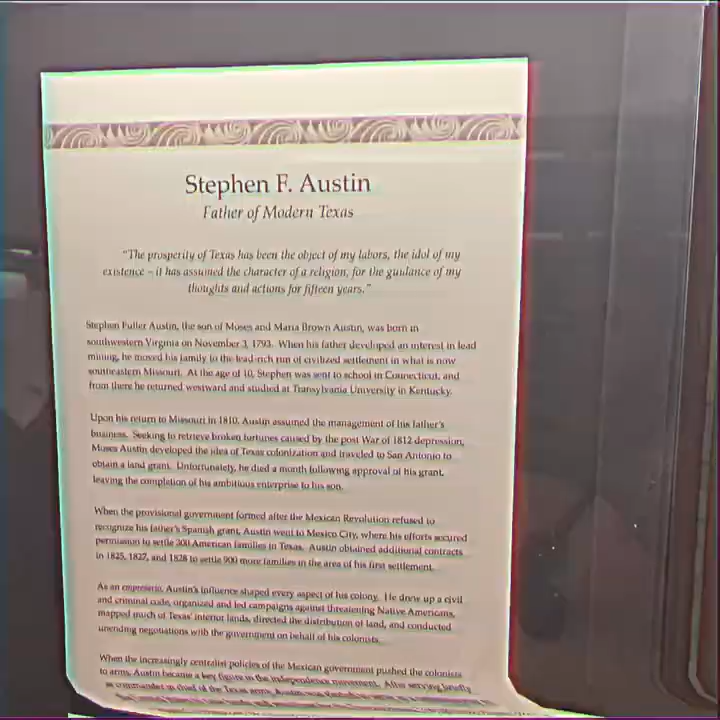 Stephen F. Austin
Father of Modern Texas
"The prosperity of Texas has been the object of my labors, the idol of my
existence – it has assumed the character of a religion, for the guidance of my
thoughts and actions for fifteen years."
Stephen Fuller Austin, the son of Moses and Maria Brown Austin, was born in
southwestern Virginia on November 3, 1793. When his father developed an interest in lead
mining, he moved his family to the lead-rich run of civilized settlement in what is now
southeastern Missouri. At the age of 10, Stephen was sent to school in Connecticut, and
from there he returned westward and studied at Transylvania University in Kentucky.
Upon his return to Missouri in 1810, Austin assumed the management of his father's
business. Seeking to retrieve broken fortunes caused by the post War of 1812 depression,
Moses Austin developed the idea of Texas colonization and traveled to San Antonio to
obtain a land grant. Unfortunately, he died a month following approval of his grant,
leaving the completion of his ambitious enterprise to his son.
When the provisional government formed after the Mexican Revolution refused to
recognize his father's Spanish grant, Austin went to Mexico City, where his efforts secured
permission to settle 300 American families in Texas. Austin obtained additional contracts
in 1825, 1827, and 1828 to settle 900 more families in the area of his first settlement.
As an empresario, Austin's influence shaped every aspect of his colony. He drew up a civil
and criminal code, organized and led campaigns against threatening Native Americans,
mapped much of Texas' interior lands, directed the distribution of land, and conducted
unending negotiations with the government on behalf of his colonists.
When the increasingly centralist policies of the Mexican government pushed the colonists
to arms, Austin became a key figure in the independence movement. After serving briefly
as commander in chief of the Texas army, Austin was